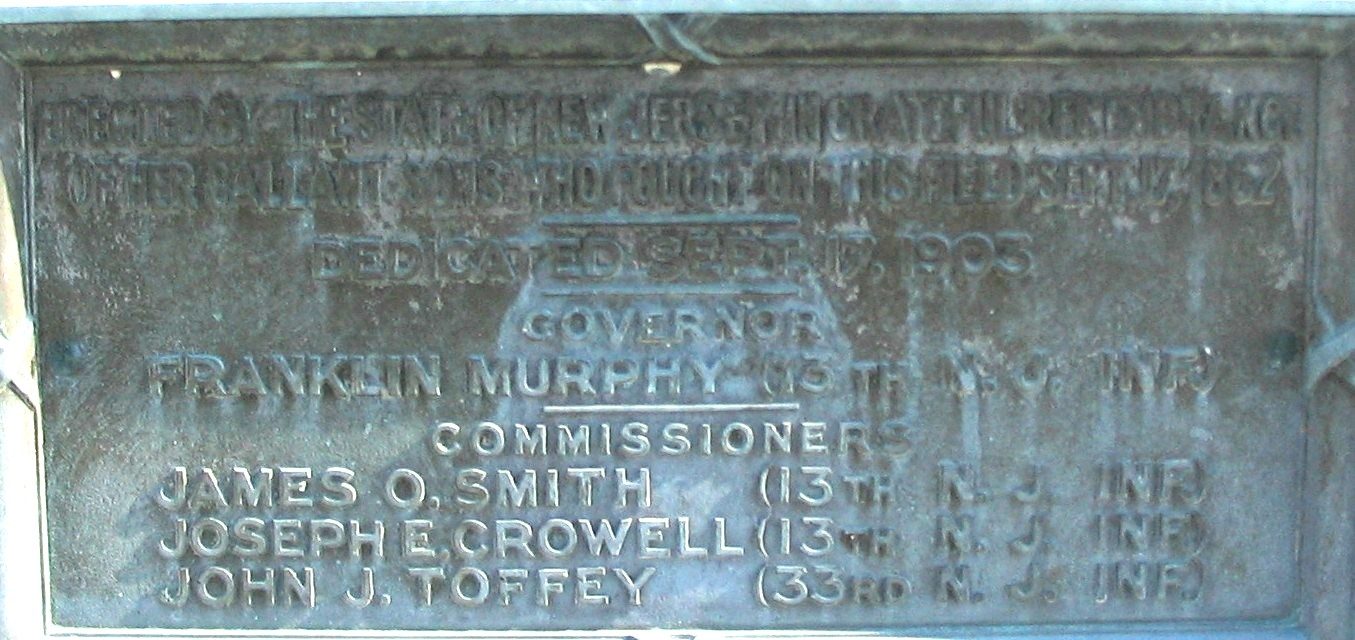 ERECTED BY THE STATE OF NEW JERSEY IN GRATEFUL REMEMBRANCE
OF HER GALLANT SONS WHO FOUGHT ON THIS FIELD SEPT. 17, 1862
DEDICATED SEPT. 17. 1903
GOVERNOR
FRANKLIN MURPHY (13TH N. J. INF.)
COMMISSIONERS
JAMES O. SMITH (13TH N. J. INF.)
JOSEPH E. CROWELL (13TH N. J. INF.)
JOHN J. TOFFEY (33RD N. J. INF.)